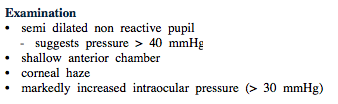 Examination
• semi dilated non reactive pupil
- suggests pressure > 40 mmHg
• shallow anterior chamber
• corneal haze
• markedly increased intraocular pressure (> 30 mmHg)